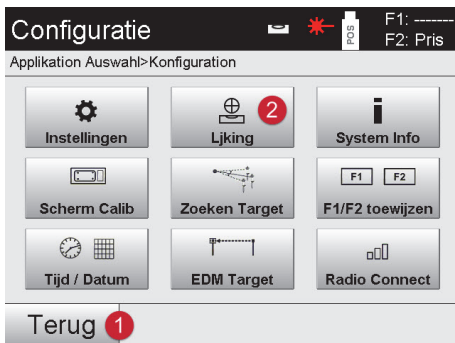 Configuratie
POS
F1: -------
F2: Pris
Applikation Auswahl>Konfiguration
Instellingen
2
Ljking
System Info
Scherm Calib
Zoeken Target
F1 F2
F1/F2 toewijzen
Tijd / Datum
EDM Target
Radio Connect
Terug 1